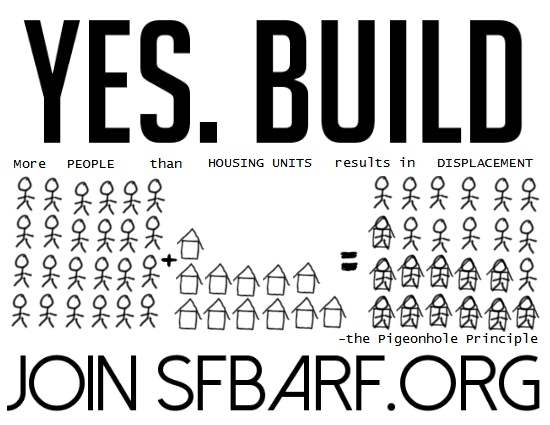 YES. BUILD
More PEOPLE than HOUSING UNITS results in DISPLACEMENT
+ =
-the Pigeonhole Principle
JOIN SFBARF.ORG